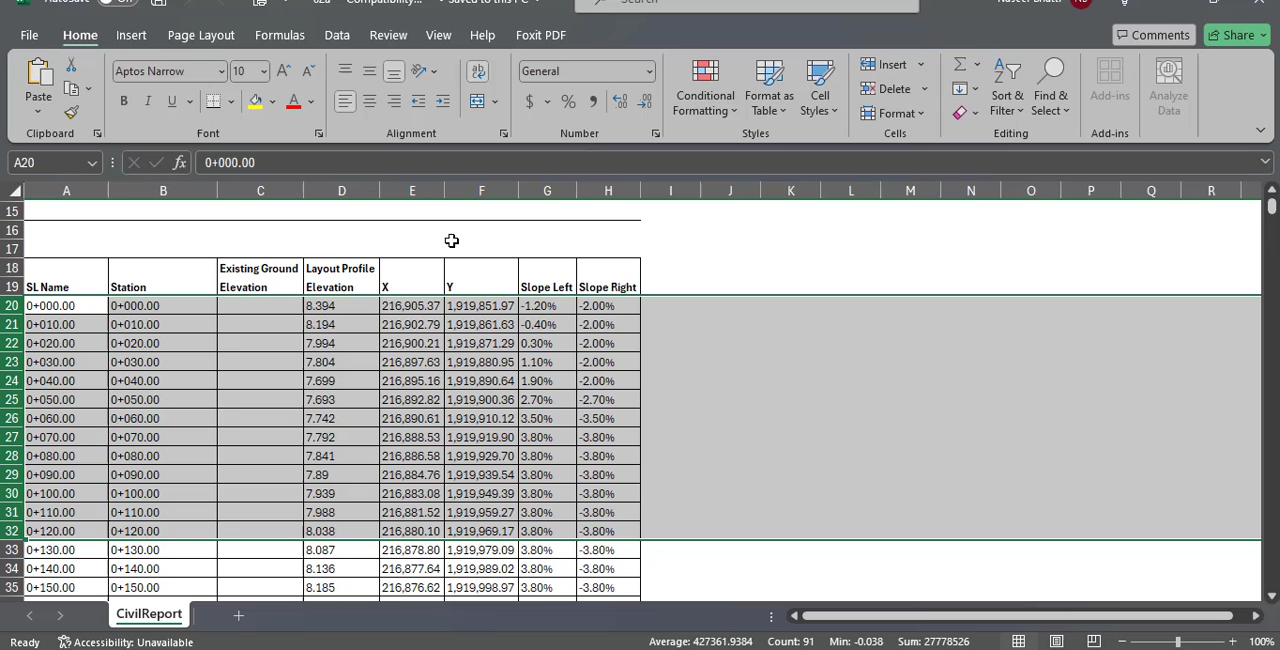 AutoSave Off Saved to this PC Search
File Home Insert Page Layout Formulas Data Review View Help Foxit PDF Comments Share
Paste Aptos Narrow 10 General Conditional Formatting Format as Table Cell Styles Insert Delete Format Sort & Filter Find & Select Add-ins Analyze Data
Clipboard Font Alignment Number Styles Cells Editing Add-ins
A20 fx 0+000.00
A B C D E F G H I J K L M N O P Q R
15
16
17
18 Existing Ground Layout Profile
19 SL Name Station Elevation Elevation X Y Slope Left Slope Right
20 0+000.00 0+000.00 8.394 216,905.37 1,919,851.97 -1.20% -2.00%
21 0+010.00 0+010.00 8.194 216,902.79 1,919,861.63 -0.40% -2.00%
22 0+020.00 0+020.00 7.994 216,900.21 1,919,871.29 0.30% -2.00%
23 0+030.00 0+030.00 7.804 216,897.63 1,919,880.95 1.10% -2.00%
24 0+040.00 0+040.00 7.699 216,895.16 1,919,890.64 1.90% -2.00%
25 0+050.00 0+050.00 7.693 216,892.82 1,919,900.36 2.70% -2.70%
26 0+060.00 0+060.00 7.742 216,890.61 1,919,910.12 3.50% -3.50%
27 0+070.00 0+070.00 7.792 216,888.53 1,919,919.90 3.80% -3.80%
28 0+080.00 0+080.00 7.841 216,886.58 1,919,929.70 3.80% -3.80%
29 0+090.00 0+090.00 7.89 216,884.76 1,919,939.54 3.80% -3.80%
30 0+100.00 0+100.00 7.939 216,883.08 1,919,949.39 3.80% -3.80%
31 0+110.00 0+110.00 7.988 216,881.52 1,919,959.27 3.80% -3.80%
32 0+120.00 0+120.00 8.038 216,880.10 1,919,969.17 3.80% -3.80%
33 0+130.00 0+130.00 8.087 216,878.80 1,919,979.09 3.80% -3.80%
34 0+140.00 0+140.00 8.136 216,877.64 1,919,989.02 3.80% -3.80%
35 0+150.00 0+150.00 8.185 216,876.62 1,919,998.97 3.80% -3.80%
CivilReport
Ready Accessibility: Unavailable Average: 427361.9384 Count: 91 Min: -0.038 Sum: 27778526 100%